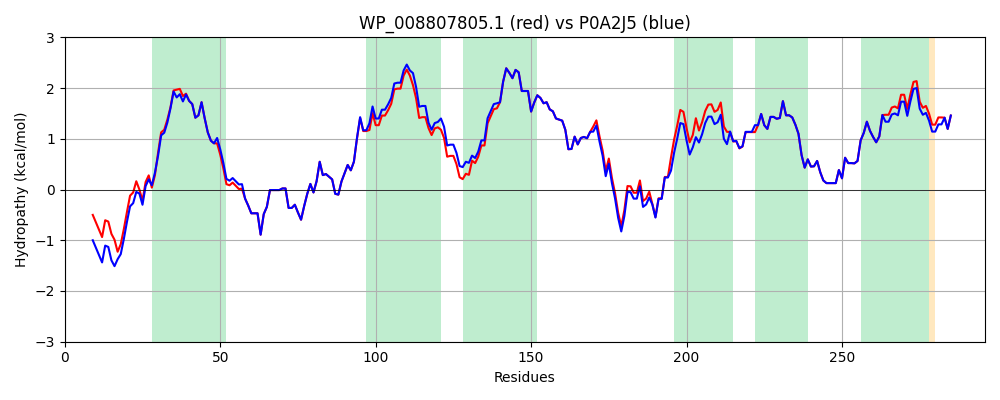 WP_008807805.1 (red) vs P0A2J5 (blue)
3
2
1
0
−1
−2
−3
Hydropathy (kcal/mol)
0 50 100 150 200 250
Residues